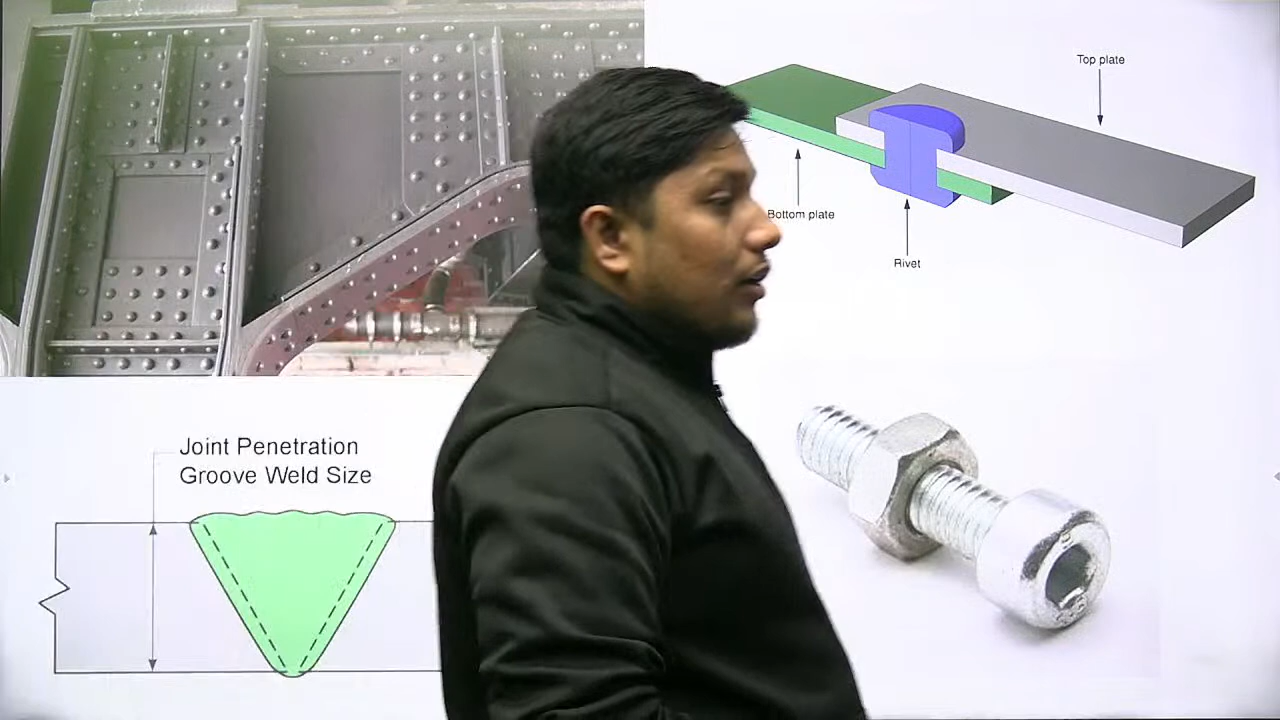 Top plate
Bottom plate
Rivet
Joint Penetration
Groove Weld Size